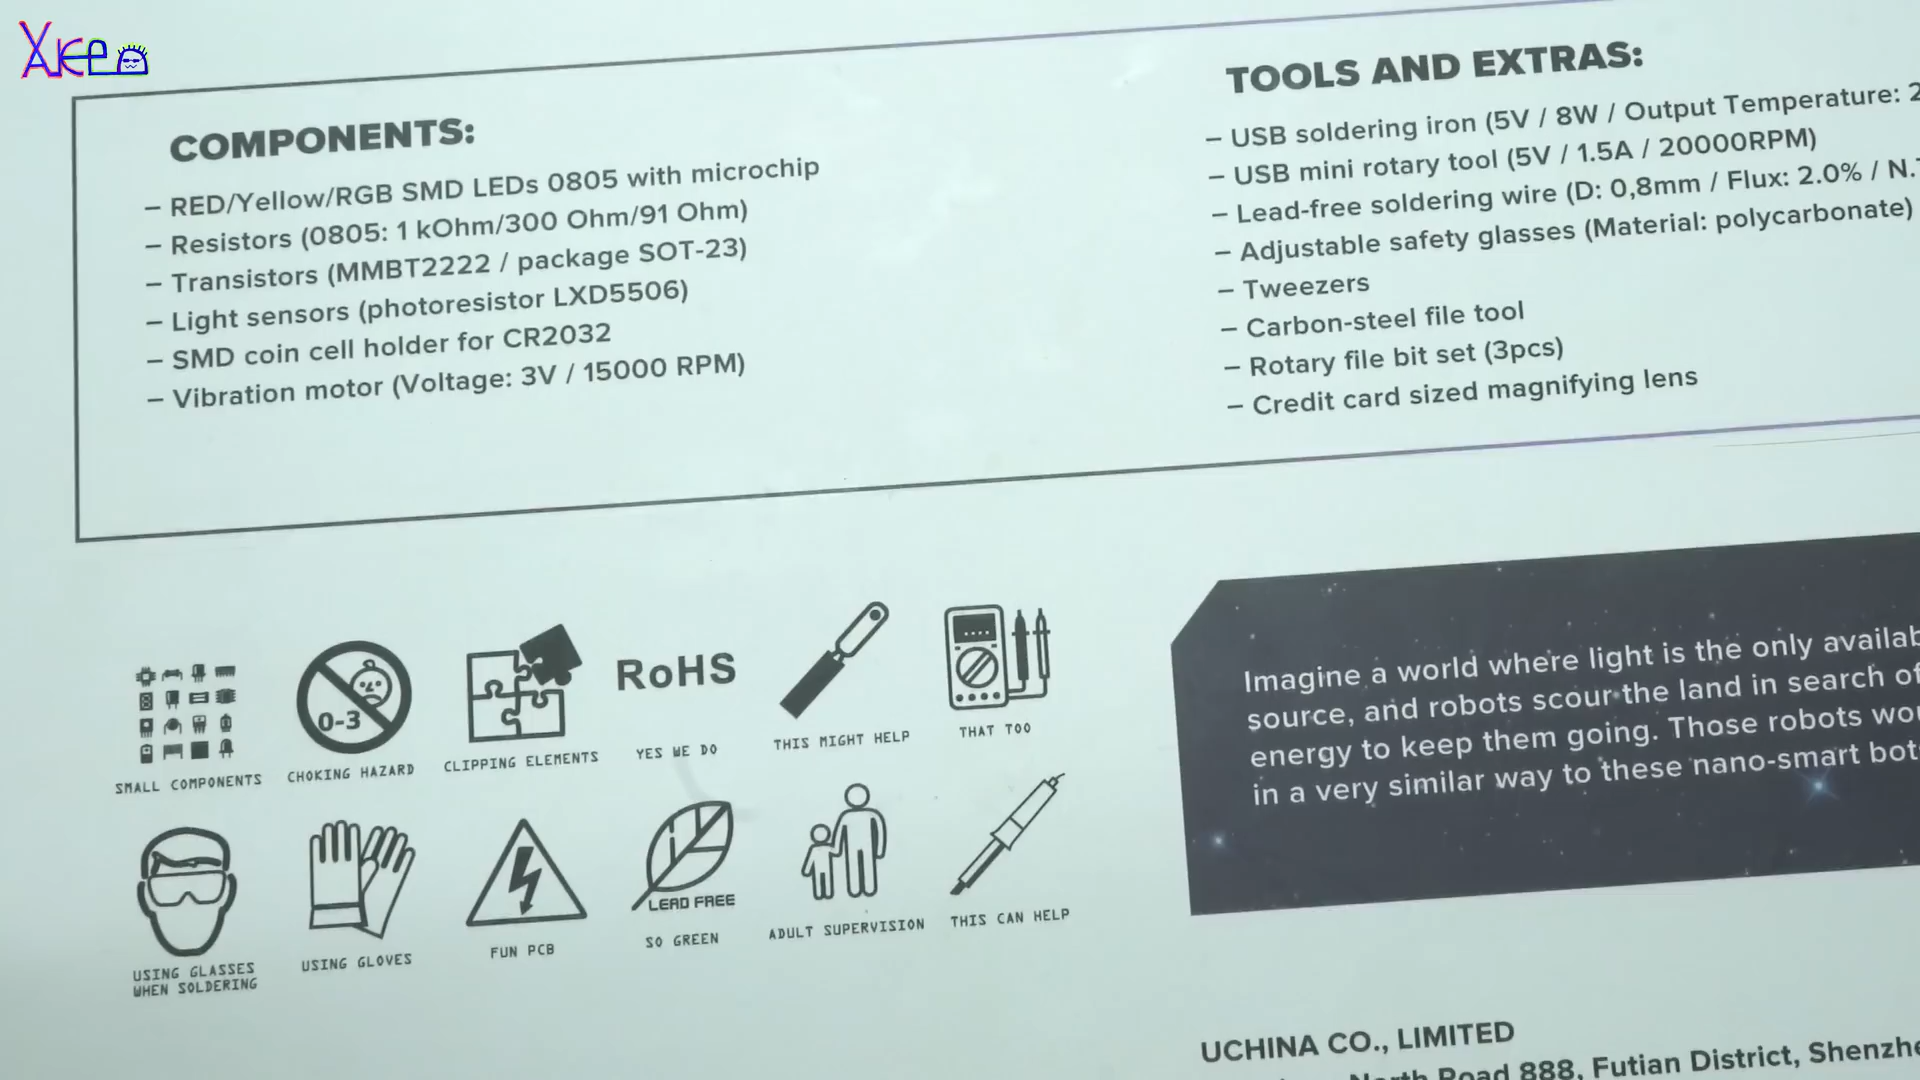 XKeo
COMPONENTS:
– RED/Yellow/RGB SMD LEDs 0805 with microchip
– Resistors (0805: 1 kOhm/300 Ohm/91 Ohm)
– Transistors (MMBT2222 / package SOT-23)
– Light sensors (photoresistor LXD5506)
– SMD coin cell holder for CR2032
– Vibration motor (Voltage: 3V / 15000 RPM)
TOOLS AND EXTRAS:
– USB soldering iron (5V / 8W / Output Temperature: 2
– USB mini rotary tool (5V / 1.5A / 20000RPM)
– Lead-free soldering wire (D: 0,8mm / Flux: 2.0% / N.
– Adjustable safety glasses (Material: polycarbonate)
– Tweezers
– Carbon-steel file tool
– Rotary file bit set (3pcs)
– Credit card sized magnifying lens
0-3
RoHS
SMALL COMPONENTS
CHOKING HAZARD
CLIPPING ELEMENTS
YES WE DO
THIS MIGHT HELP
THAT TOO
LEAD FREE
USING GLASSES
WHEN SOLDERING
USING GLOVES
FUN PCB
SO GREEN
ADULT SUPERVISION
THIS CAN HELP
Imagine a world where light is the only availab
source, and robots scour the land in search of
energy to keep them going. Those robots wor
in a very similar way to these nano-smart bot
UCHINA CO., LIMITED
North Road 888, Futian District, Shenzhe